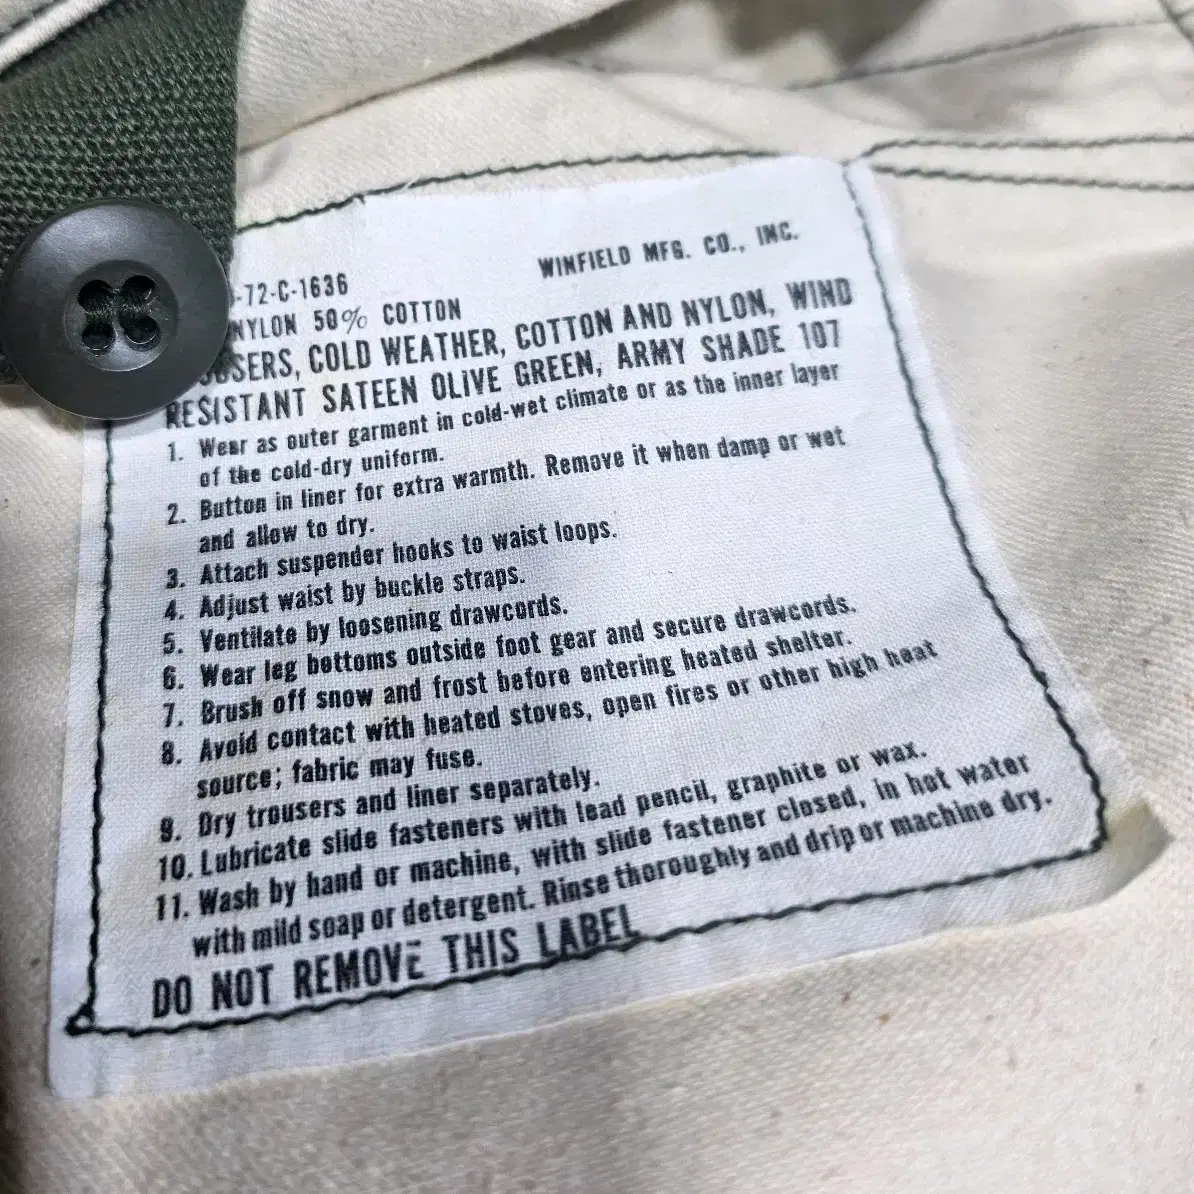 WINFIELD MFG. CO., INC.
-72-C-1636
NYLON 50% COTTON
SERS, COLD WEATHER, COTTON AND NYLON, WIND
RESISTANT SATEEN OLIVE GREEN, ARMY SHADE 107
1. Wear as outer garment in cold-wet climate or as the inner layer
of the cold-dry uniform.
2. Button in liner for extra warmth. Remove it when damp or wet
and allow to dry.
3. Attach suspender hooks to waist loops.
4. Adjust waist by buckle straps.
5. Ventilate by loosening drawcords.
6. Wear leg bottoms outside foot gear and secure drawcords.
7. Brush off snow and frost before entering heated shelter.
8. Avoid contact with heated stoves, open fires or other high heat
source; fabric may fuse.
9. Dry trousers and liner separately.
10. Lubricate slide fasteners with lead pencil, graphite or wax.
11. Wash by hand or machine, with slide fastener closed, in hot water
with mild soap or detergent. Rinse thoroughly and drip or machine dry.
DO NOT REMOVE THIS LABEL